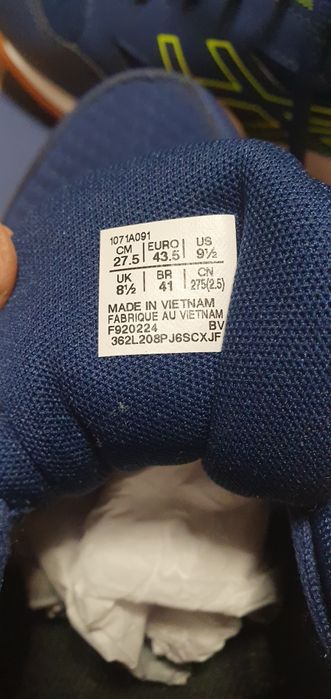 1071A091
CM EURO US
27.5 43.5 9½
UK BR CN
8½ 41 275(2.5)
MADE IN VIETNAM
FABRIQUE AU VIETNAM
F920224 BV
362L208PJ6SCXJF